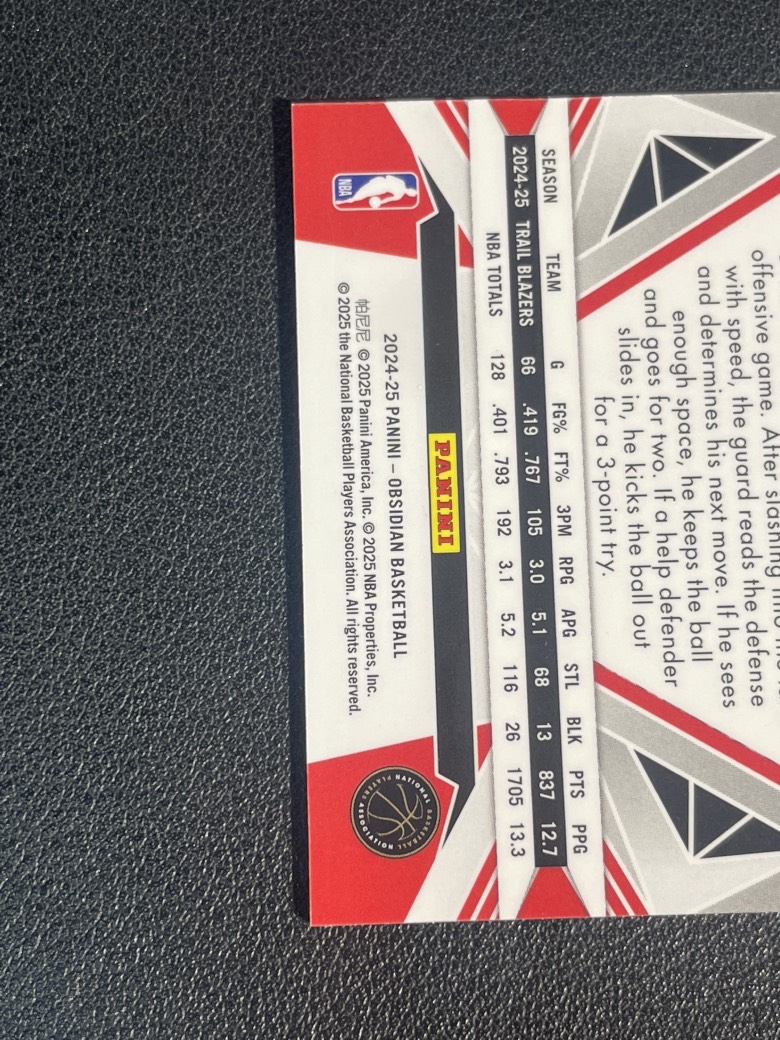 offensive game. After slashing
with speed, the guard reads the defense
and determines his next move. If he sees
enough space, he keeps the ball
and goes for two. If a help defender
slides in, he kicks the ball out
for a 3-point try.
SEASON TEAM G FG% FT% 3PM RPG APG STL BLK PTS PPG
2024-25 TRAIL BLAZERS 66 .419 .767 105 3.0 5.1 68 13 837 12.7
NBA TOTALS 128 .401 .793 192 3.1 5.2 116 26 1705 13.3
PANINI
NBA
2024-25 PANINI – OBSIDIAN BASKETBALL
帕尼尼 © 2025 Panini America, Inc. © 2025 NBA Properties, Inc.
© 2025 the National Basketball Players Association. All rights reserved.
NATIONAL BASKETBALL PLAYERS ASSOCIATION